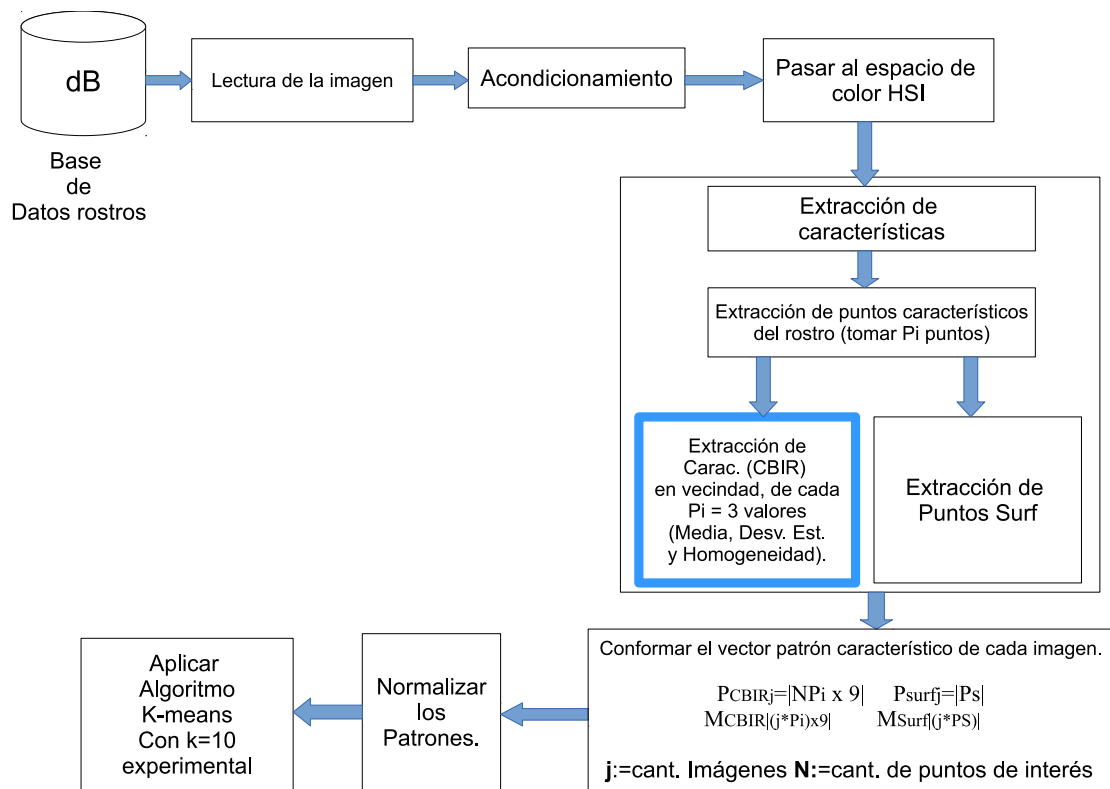 dB
Base
de
Datos rostros
Lectura de la imagen
Acondicionamiento
Pasar al espacio de
color HSI
Extracción de
características
Extracción de puntos característicos
del rostro (tomar Pi puntos)
Extracción de
Carac. (CBIR)
en vecindad, de cada
Pi = 3 valores
(Media, Desv. Est.
y Homogeneidad).
Extracción de
Puntos Surf
Conformar el vector patrón característico de cada imagen.
PCBIRj=|NPi x 9| Psurfj=|Ps|
MCBIR|(j*Pi)x9| MSurf|(j*PS)|
j:=cant. Imágenes N:=cant. de puntos de interés
Normalizar
los
Patrones.
Aplicar
Algoritmo
K-means
Con k=10
experimental